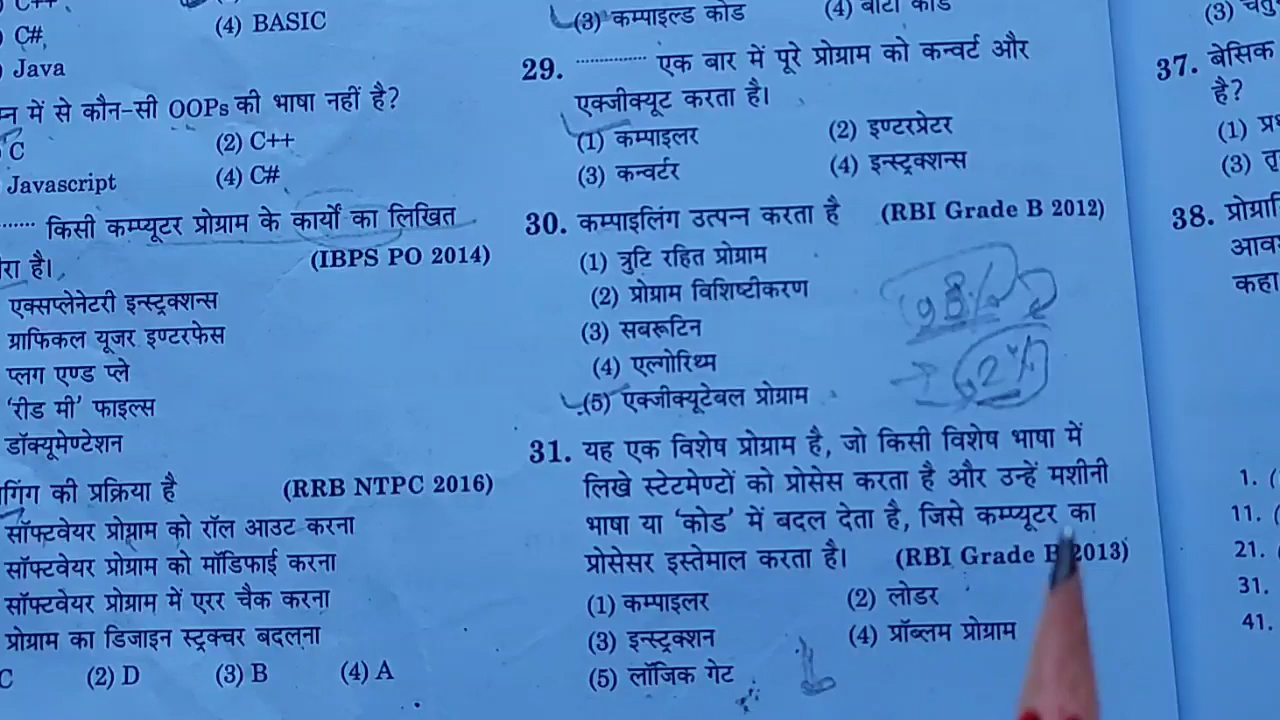 C++
C#
(4) BASIC
Java
न में से कौन-सी OOPs की भाषा नहीं है?
C
(2) C++
Javascript
(4) C#
........ किसी कम्प्यूटर प्रोग्राम के कार्यों का लिखित
रा है।
(IBPS PO 2014)
एक्सप्लेनेटरी इन्स्ट्रक्शन्स
ग्राफिकल यूजर इण्टरफेस
प्लग एण्ड प्ले
'रीड मी' फाइल्स
डॉक्यूमेण्टेशन
गिंग की प्रक्रिया है
(RRB NTPC 2016)
सॉफ्टवेयर प्रोग्राम को रॉल आउट करना
सॉफ्टवेयर प्रोग्राम को मॉडिफाई करना
सॉफ्टवेयर प्रोग्राम में एरर चैक करना
प्रोग्राम का डिजाइन स्ट्रक्चर बदलना
C (2) D (3) B (4) A
(3) कम्पाइल्ड कोड (4) बाटा कोड
29. .............. एक बार में पूरे प्रोग्राम को कन्वर्ट और
एक्जीक्यूट करता है।
(1) कम्पाइलर (2) इण्टरप्रेटर
(3) कन्वर्टर (4) इन्स्ट्रक्शन्स
30. कम्पाइलिंग उत्पन्न करता है (RBI Grade B 2012)
(1) त्रुटि रहित प्रोग्राम
(2) प्रोग्राम विशिष्टीकरण
(3) सबरूटिन
(4) एल्गोरिथ्म
(5) एक्जीक्यूटेबल प्रोग्राम
98%
2%
31. यह एक विशेष प्रोग्राम है, जो किसी विशेष भाषा में
लिखे स्टेटमेण्टों को प्रोसेस करता है और उन्हें मशीनी
भाषा या 'कोड' में बदल देता है, जिसे कम्प्यूटर का
प्रोसेसर इस्तेमाल करता है। (RBI Grade B 2013)
(1) कम्पाइलर (2) लोडर
(3) इन्स्ट्रक्शन (4) प्रॉब्लम प्रोग्राम
(5) लॉजिक गेट
(3) चतु
37. बेसिक
है?
(1) प्र
(3) तृ
38. प्रोग्रा
आव
कहा
1.
11.
21.
31.
41.